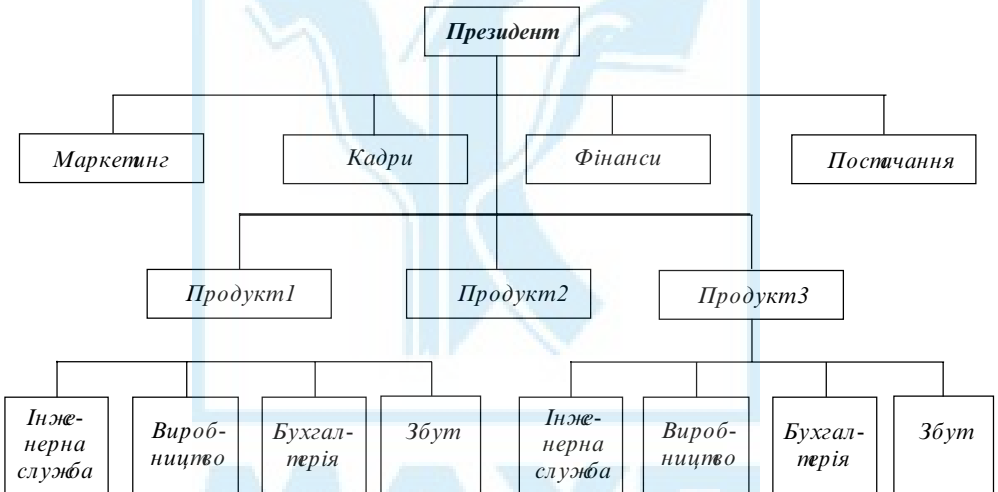 Президент
Маркетинг
Кадри
Фінанси
Постачання
Продукт1
Продукт2
Продукт3
Інже-
нерна
служба
Вироб-
ництво
Бухгал-
терія
Збут
Інже-
нерна
служба
Вироб-
ництво
Бухгал-
терія
Збут